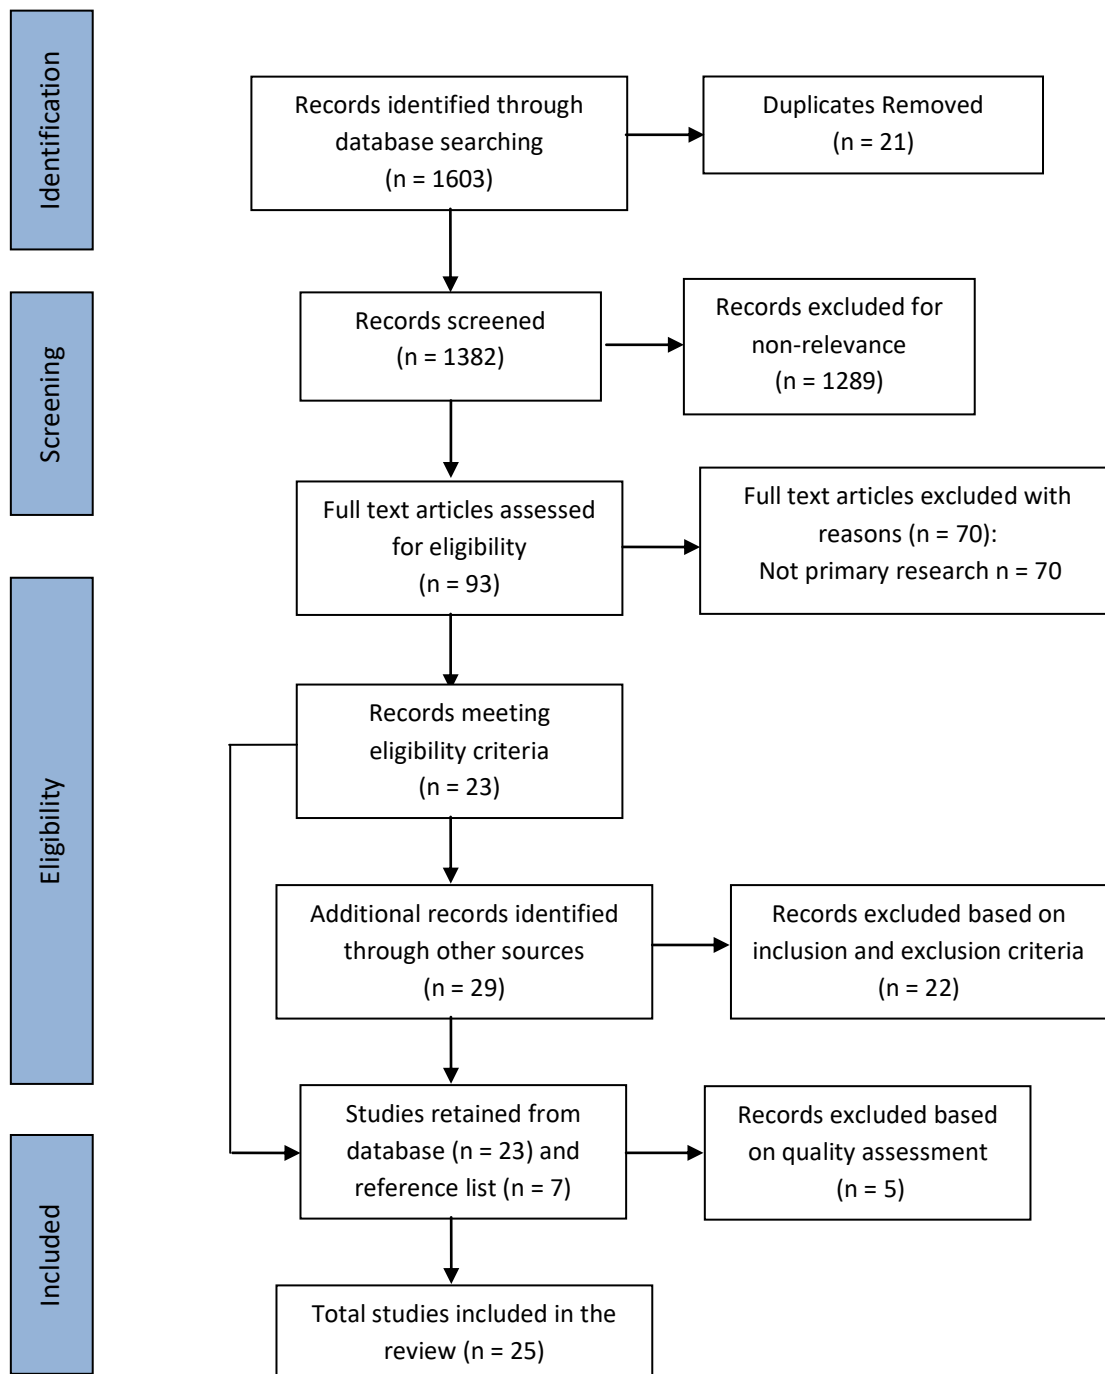 Identification
Records identified through
database searching
(n = 1603)
Duplicates Removed
(n = 21)
Screening
Records screened
(n = 1382)
Records excluded for
non-relevance
(n = 1289)
Full text articles assessed
for eligibility
(n = 93)
Full text articles excluded with
reasons (n = 70):
Not primary research n = 70
Eligibility
Records meeting
eligibility criteria
(n = 23)
Additional records identified
through other sources
(n = 29)
Records excluded based on
inclusion and exclusion criteria
(n = 22)
Studies retained from
database (n = 23) and
reference list (n = 7)
Records excluded based
on quality assessment
(n = 5)
Included
Total studies included in the
review (n = 25)